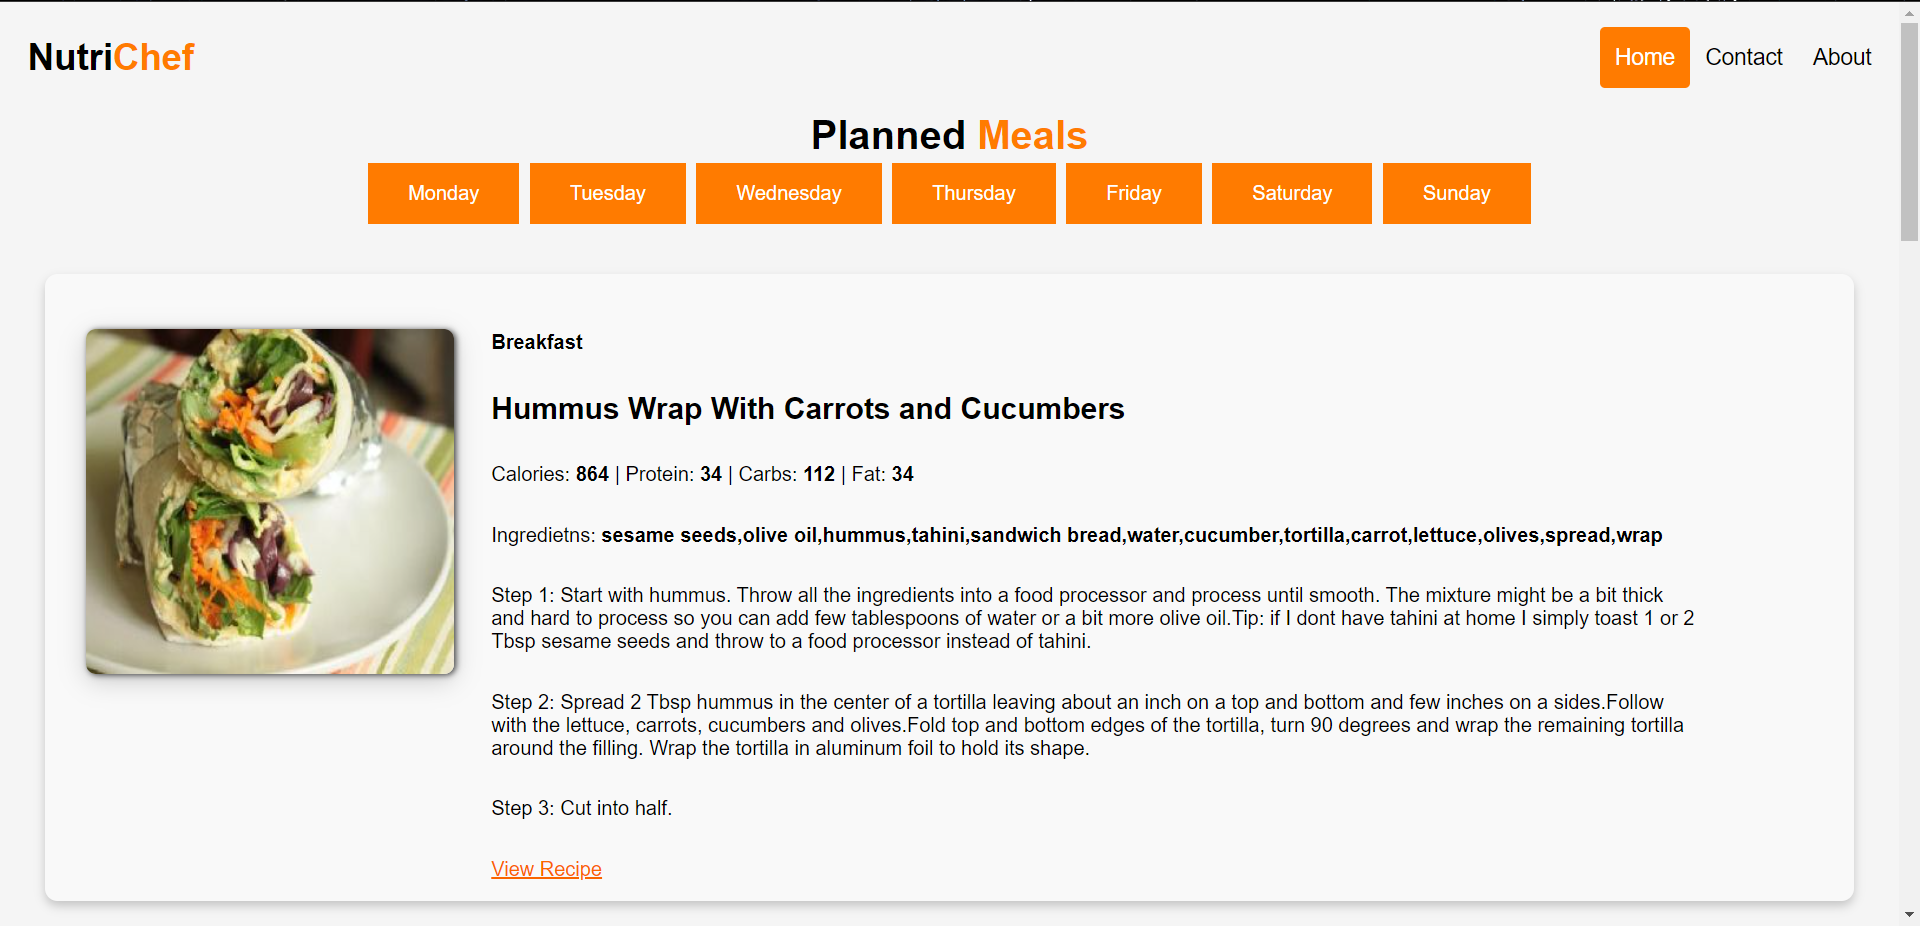 NutriChef
Home Contact About
Planned Meals
Monday Tuesday Wednesday Thursday Friday Saturday Sunday
Breakfast
Hummus Wrap With Carrots and Cucumbers
Calories: 864 | Protein: 34 | Carbs: 112 | Fat: 34
Ingredietns: sesame seeds,olive oil,hummus,tahini,sandwich bread,water,cucumber,tortilla,carrot,lettuce,olives,spread,wrap
Step 1: Start with hummus. Throw all the ingredients into a food processor and process until smooth. The mixture might be a bit thick
and hard to process so you can add few tablespoons of water or a bit more olive oil.Tip: if I dont have tahini at home I simply toast 1 or 2
Tbsp sesame seeds and throw to a food processor instead of tahini.
Step 2: Spread 2 Tbsp hummus in the center of a tortilla leaving about an inch on a top and bottom and few inches on a sides.Follow
with the lettuce, carrots, cucumbers and olives.Fold top and bottom edges of the tortilla, turn 90 degrees and wrap the remaining tortilla
around the filling. Wrap the tortilla in aluminum foil to hold its shape.
Step 3: Cut into half.
View Recipe